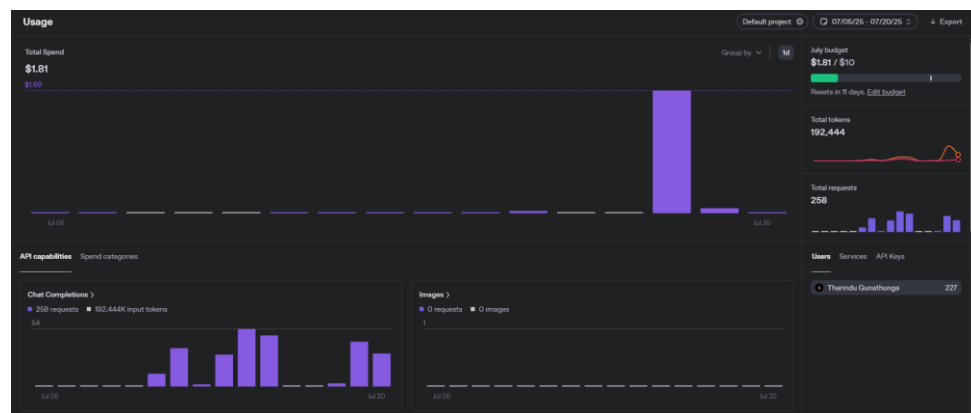 Usage
Default project
07/05/25 - 07/20/25
Export
Total Spend
$1.81
$1.69
Group by
1d
Jul 05
Jul 20
July budget
$1.81 / $10
Resets in 11 days. Edit budget
Total tokens
192,444
Total requests
258
API capabilities
Spend categories
Users
Services
API Keys
Chat Completions >
258 requests
192.444K input tokens
54
Jul 05
Jul 20
Images >
0 requests
0 images
1
Jul 05
Jul 20
Tharindu Gunathunga
227